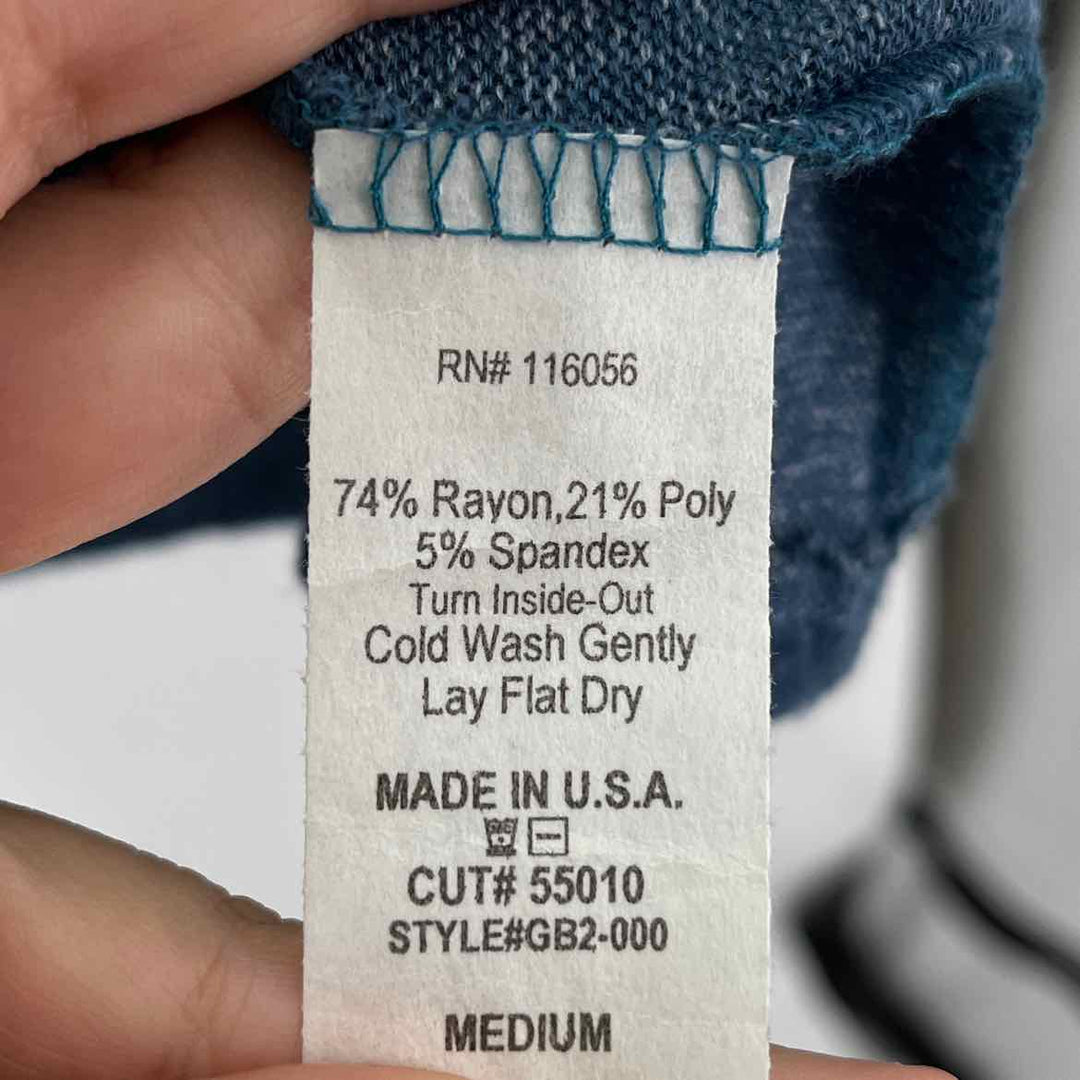 RN# 116056
74% Rayon,21% Poly
5% Spandex
Turn Inside-Out
Cold Wash Gently
Lay Flat Dry
MADE IN U.S.A.
CUT# 55010
STYLE#GB2-000
MEDIUM